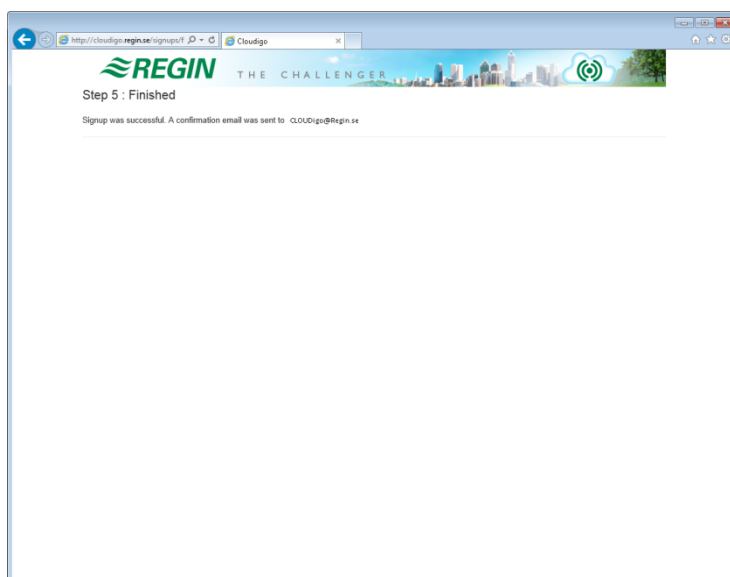 http://cloudigo.regin.se/signups/f
Cloudigo
REGIN THE CHALLENGER
Step 5 : Finished
Signup was successful. A confirmation email was sent to CLOUDigo@Regin.se